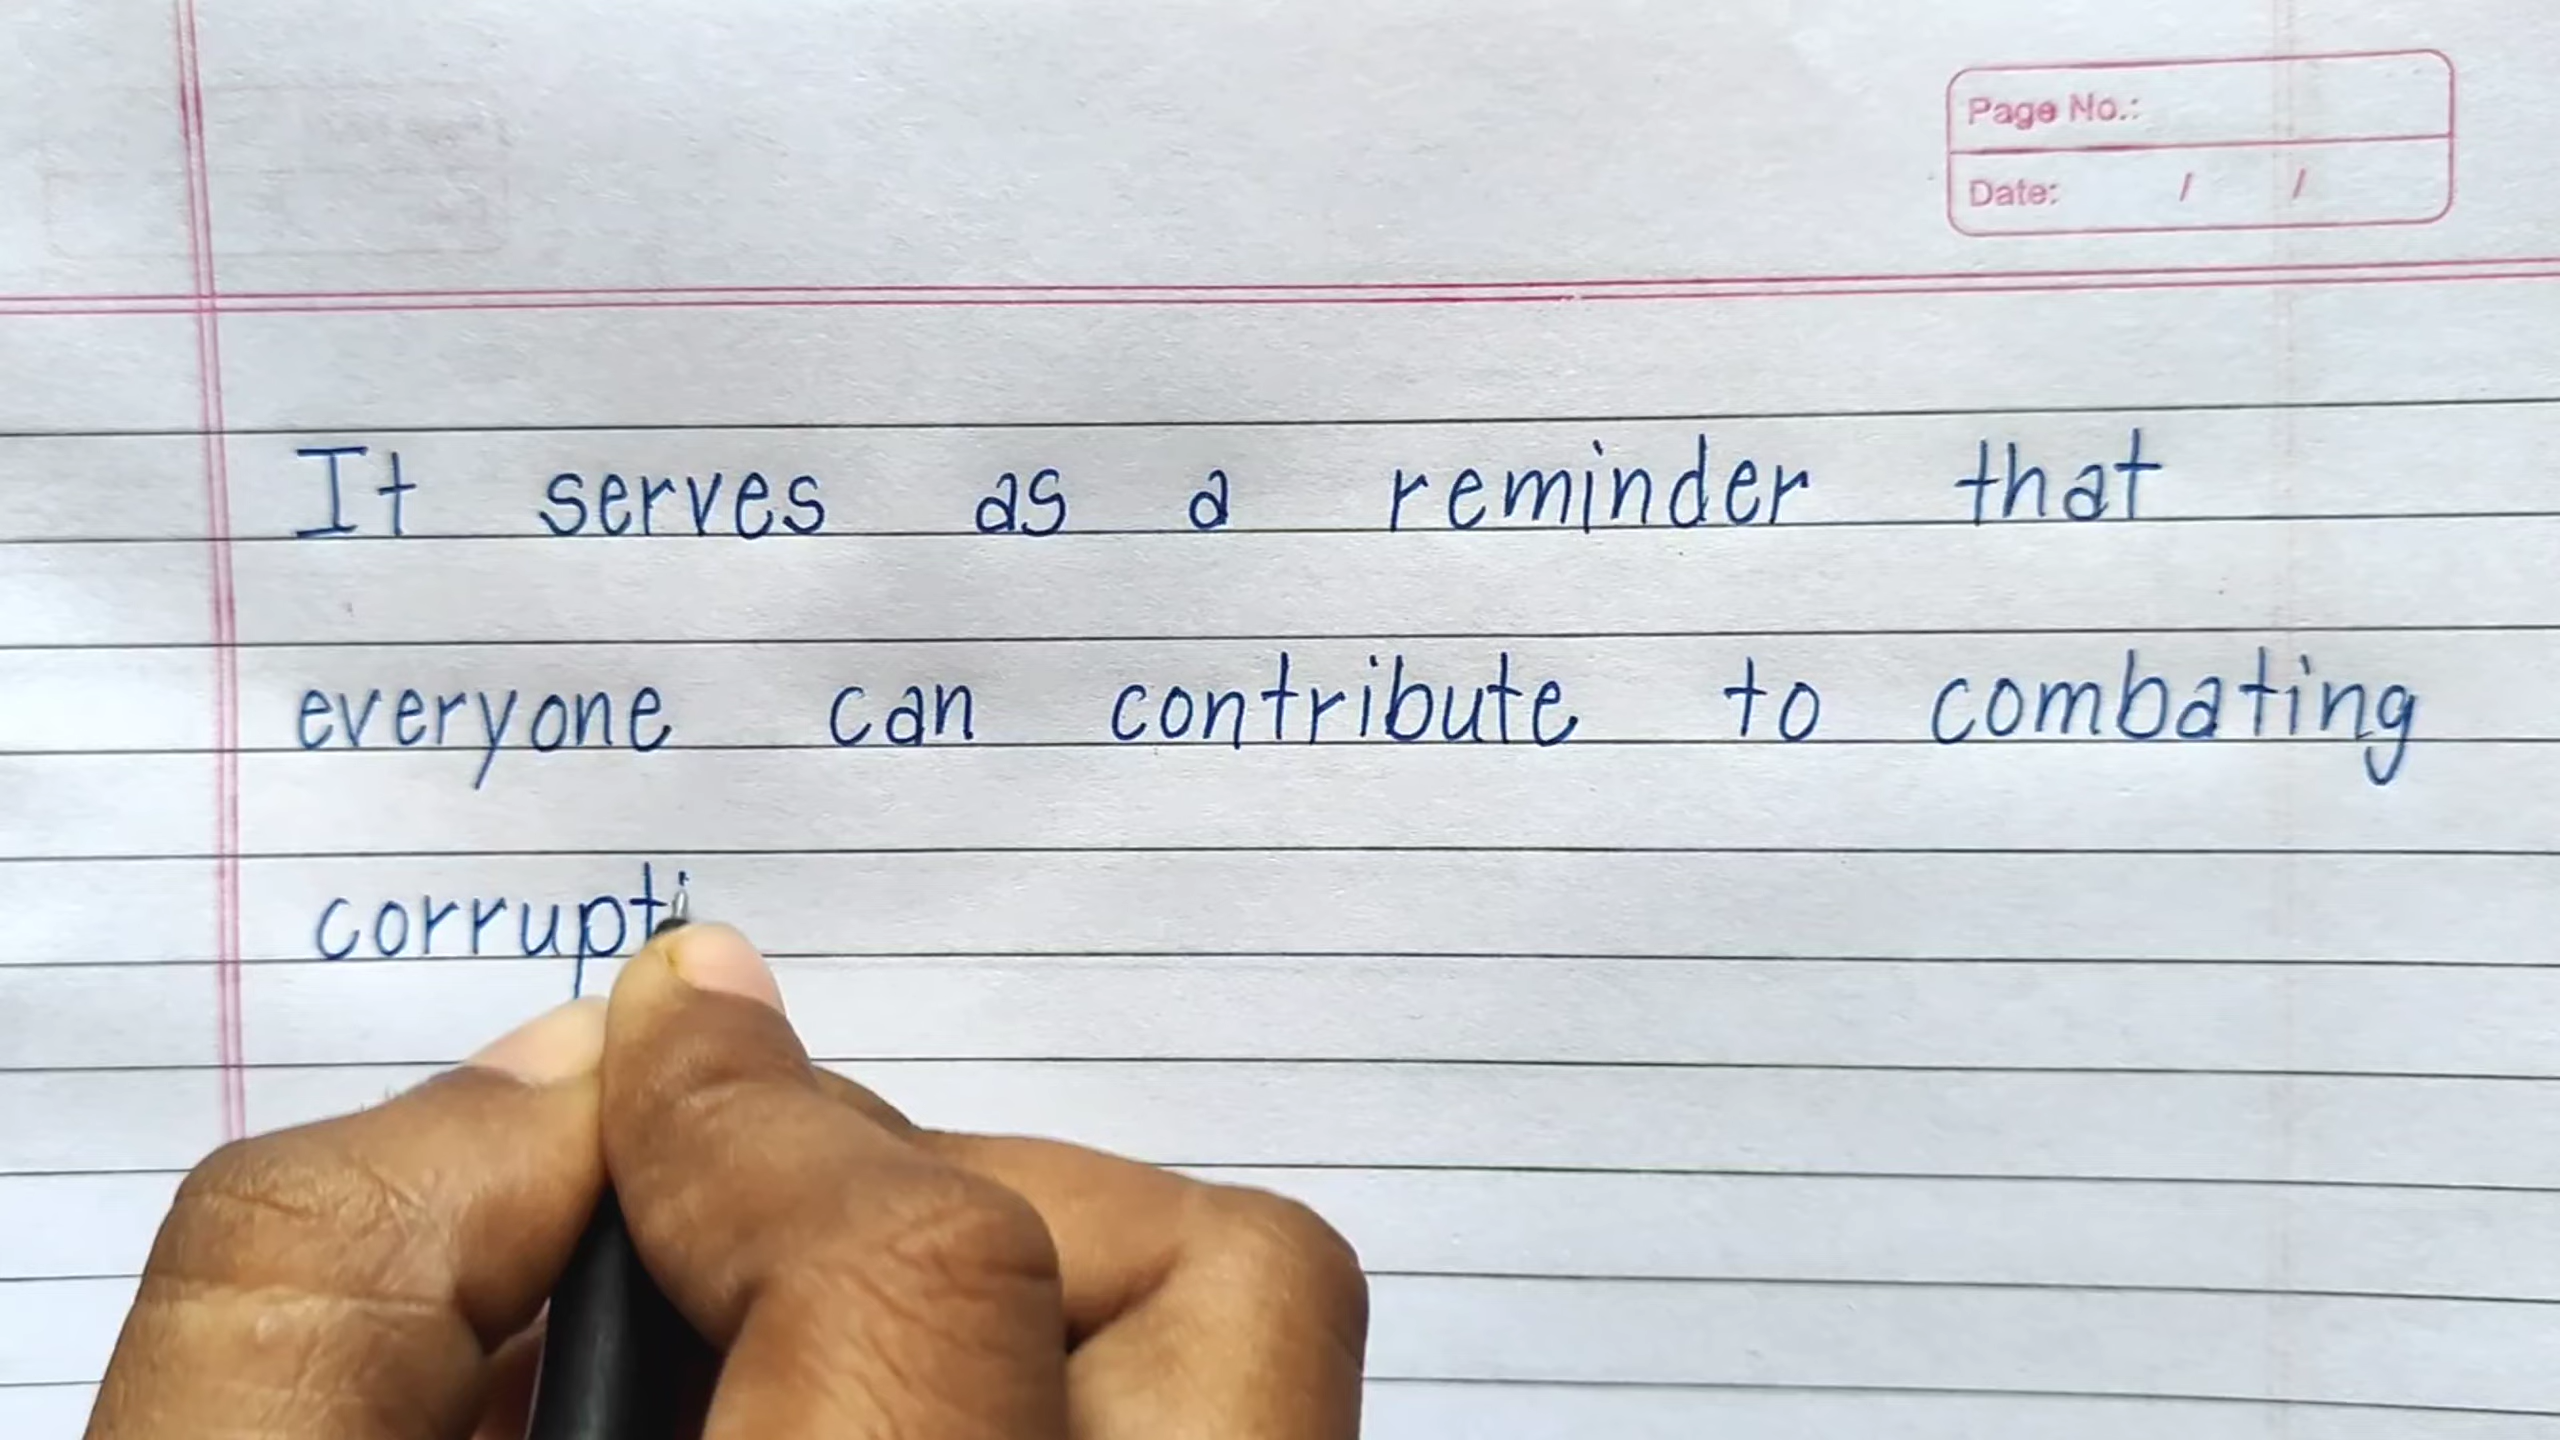 Page No.:
Date: / /
It serves as a reminder that
everyone can contribute to combating
corrupti